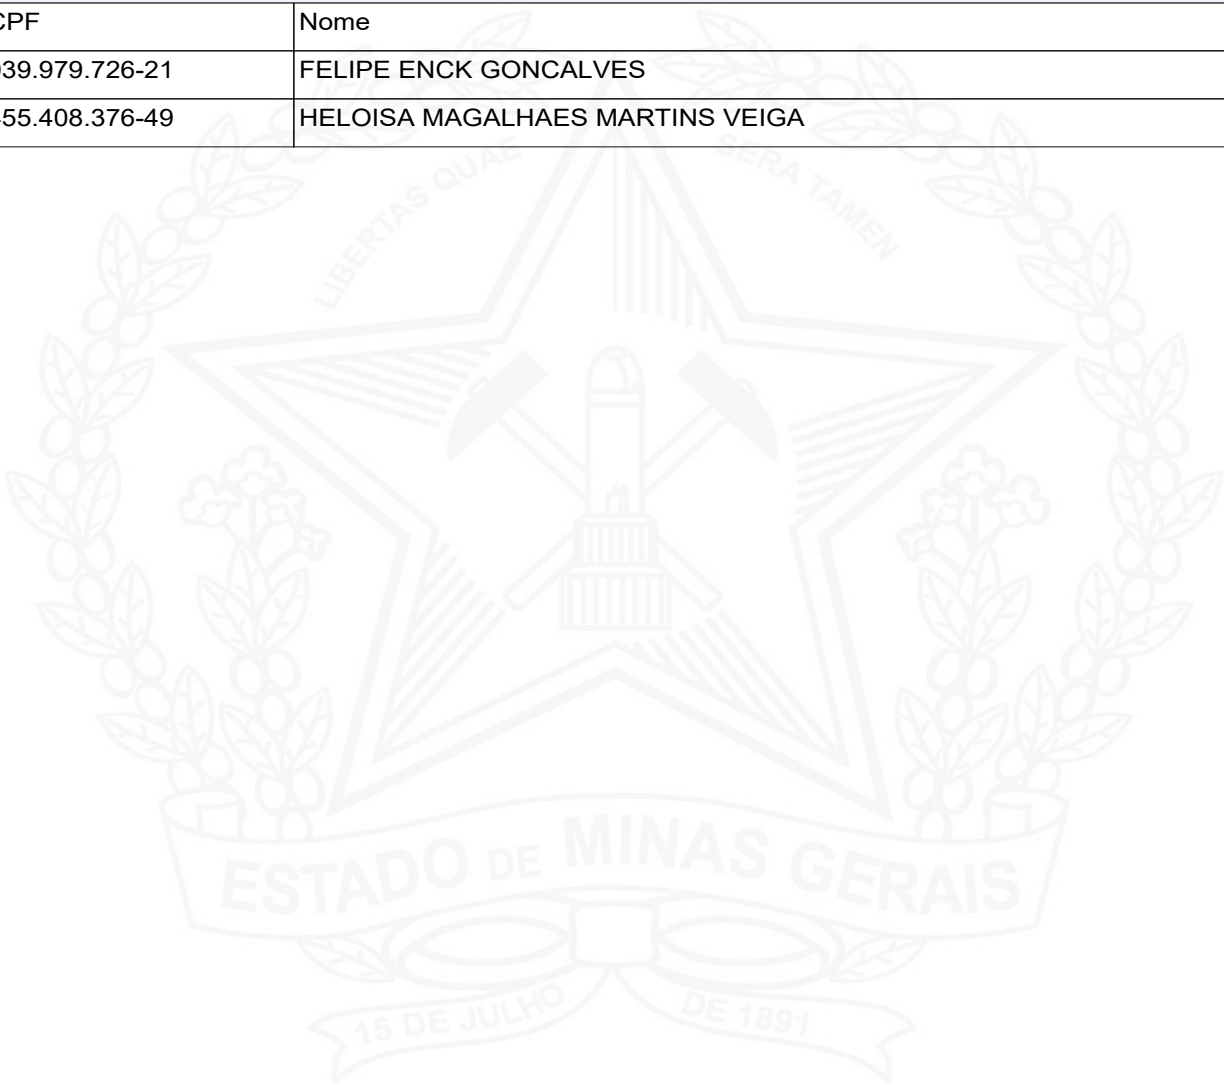 CPF Nome
39.979.726-21 FELIPE ENCK GONCALVES
55.408.376-49 HELOISA MAGALHAES MARTINS VEIGA
LIBERTAS QUAE SERA TAMEN
ESTADO DE MINAS GERAIS
15 DE JULHO DE 1891